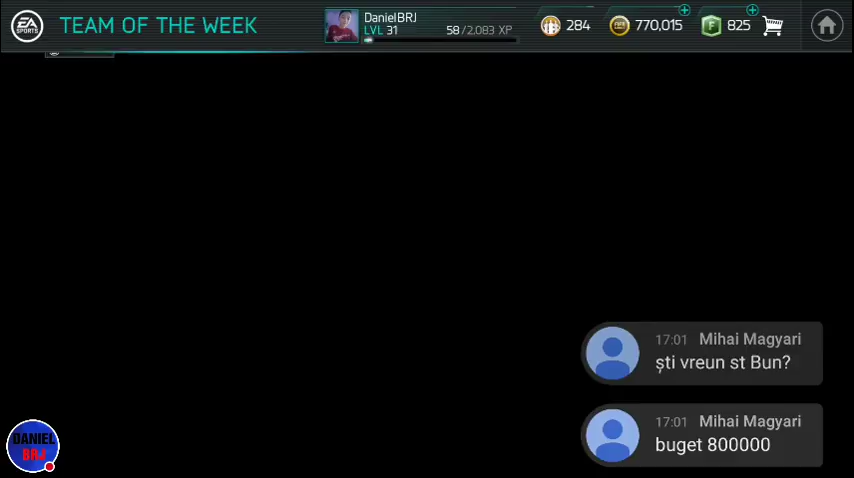 EA SPORTS
TEAM OF THE WEEK
DanielBRJ
LVL 31
58/2,083 XP
284
770,015
825
17:01 Mihai Magyari
ști vreun st Bun?
17:01 Mihai Magyari
buget 800000
DANIEL
BRJ